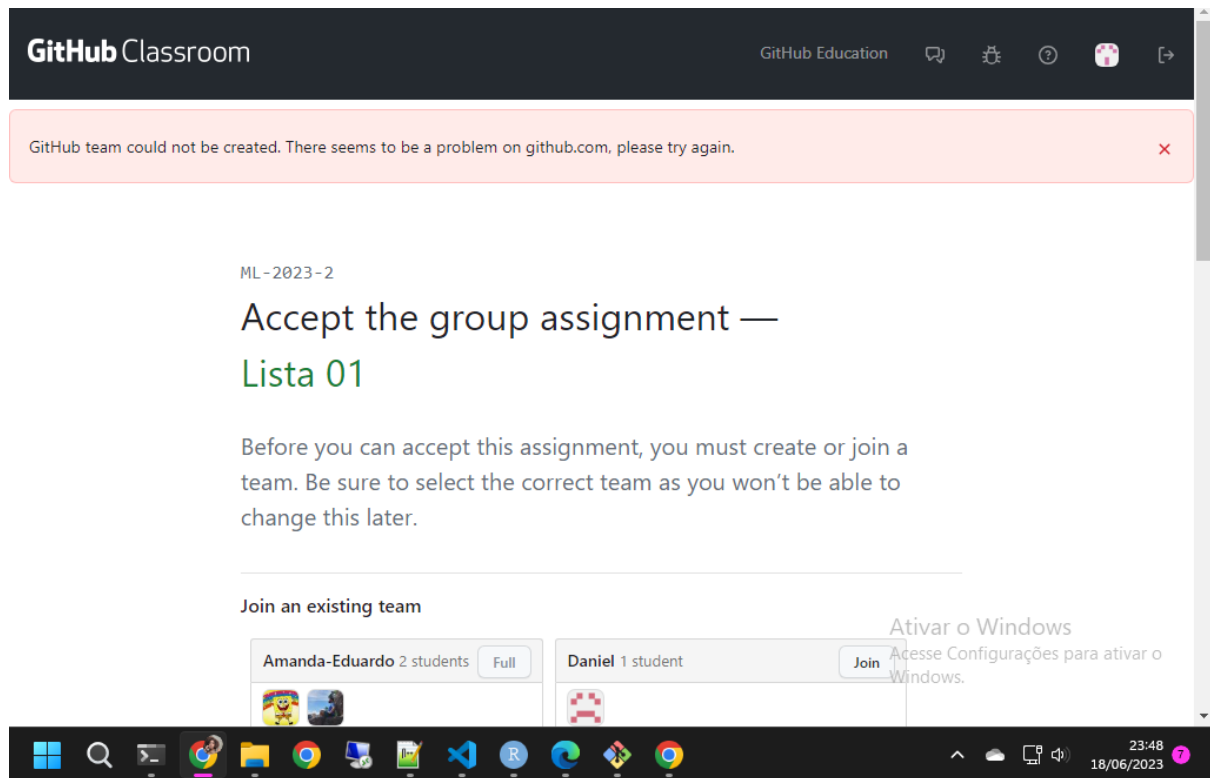 GitHub Classroom
GitHub Education
GitHub team could not be created. There seems to be a problem on github.com, please try again.
ML-2023-2
Accept the group assignment —
Lista 01
Before you can accept this assignment, you must create or join a
team. Be sure to select the correct team as you won’t be able to
change this later.
Join an existing team
Amanda-Eduardo 2 students Full
Daniel 1 student Join
Ativar o Windows
Acesse Configurações para ativar o
Windows.
R
23:48
18/06/2023
7